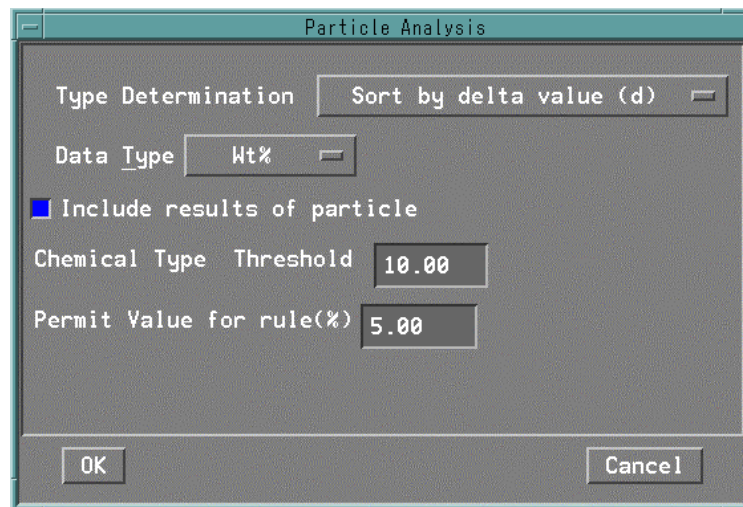 Particle Analysis
Type Determination Sort by delta value (d)
Data Type Wt%
Include results of particle
Chemical Type Threshold 10.00
Permit Value for rule(%) 5.00
OK Cancel